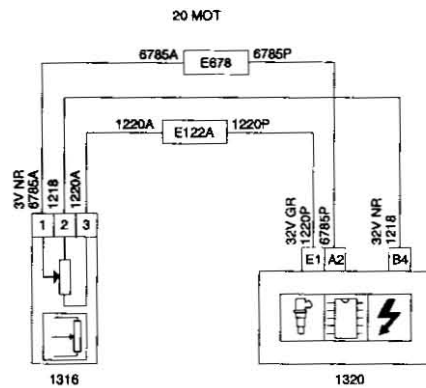 20 MOT
6785A
E678
6785P
1220A
E122A
1220P
3V NR
6785A
1218
1220A
32V GR
1220P
6785P
32V NR
1218
1 2 3
E1 A2 B4
1316
1320